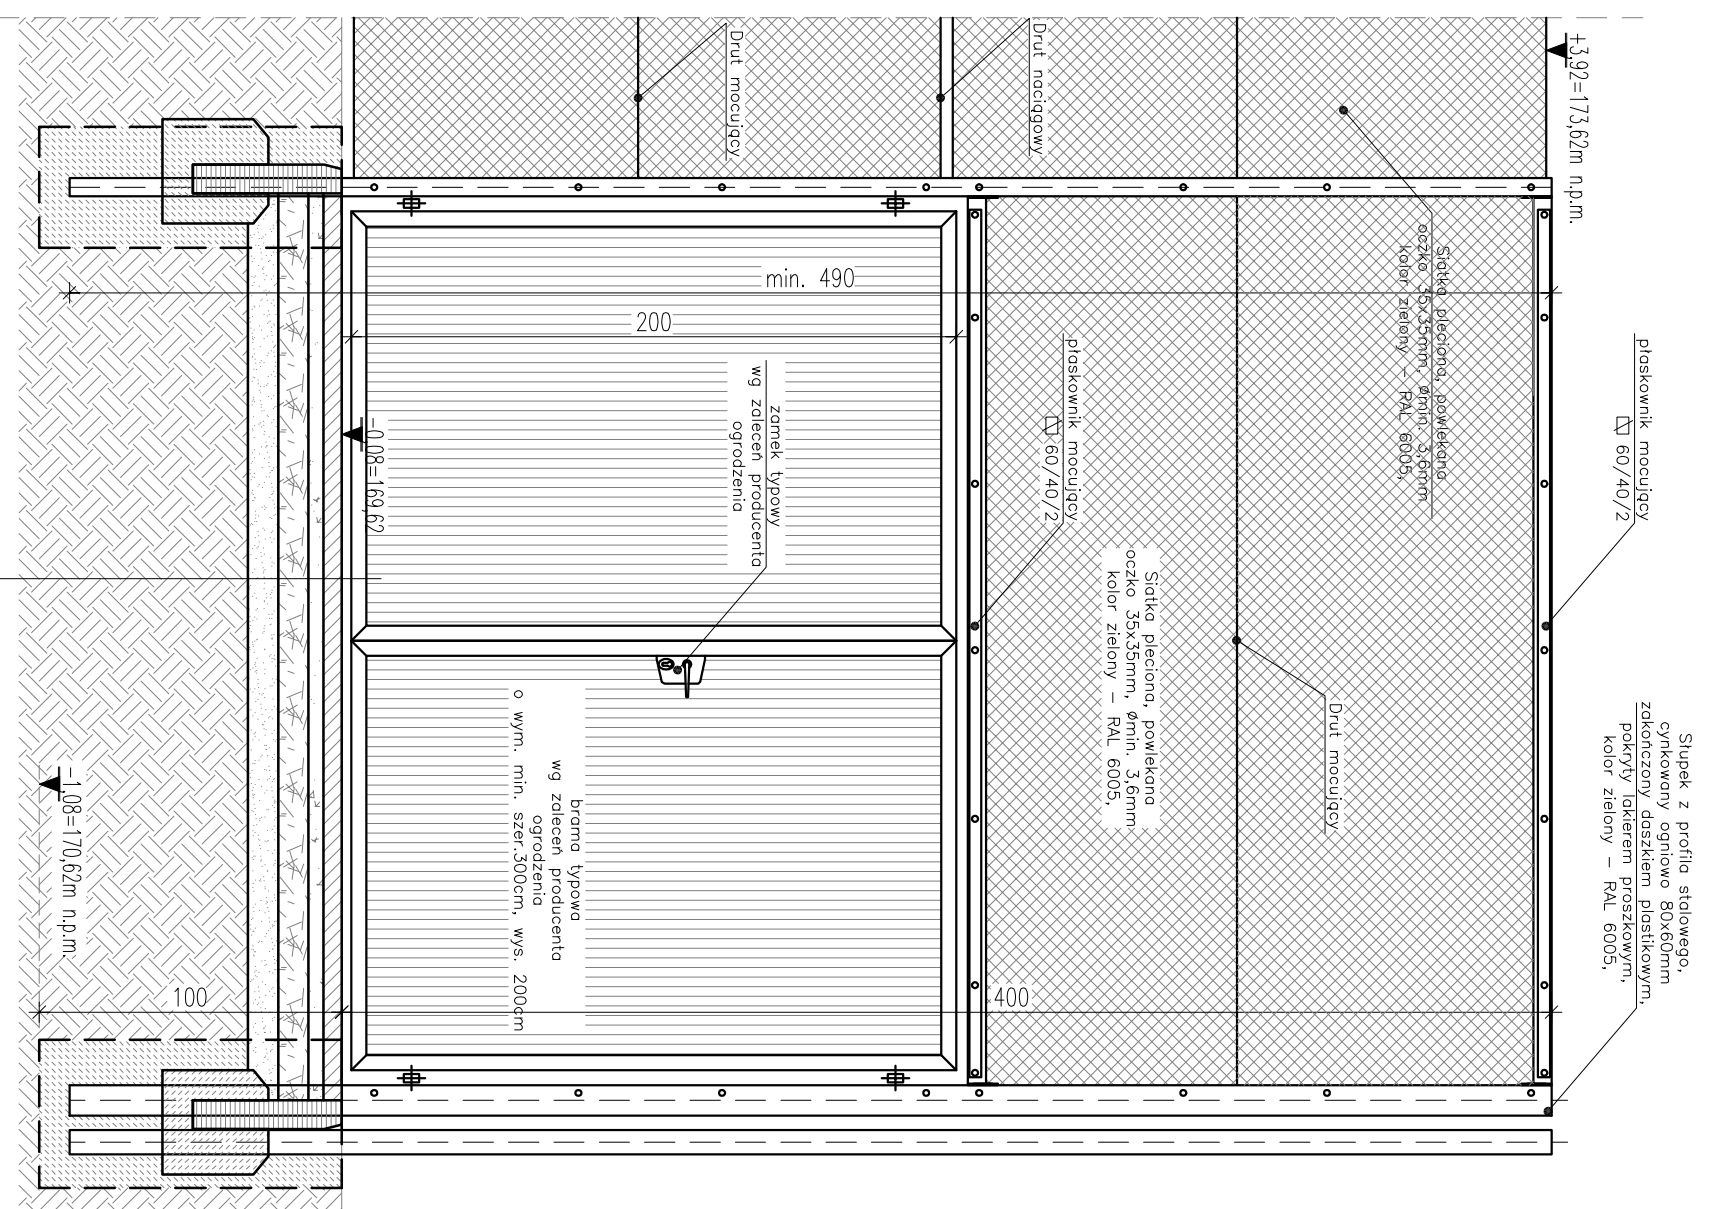 +3,92=173,62m n.p.m.
Słupek z profila stalowego,
cynkowany ogniowo 80x60mm
zakończony daszkiem plastikowym,
pokryty lakierem proszkowym,
kolor zielony - RAL 6005,
płaskownik mocujący
60/40/2
Siatka pleciona, powlekana
oczko 35x35mm, Ømin. 3,6mm
kolor zielony - RAL 6005,
Drut mocujący
Siatka pleciona, powlekana
oczko 35x35mm, Ømin. 3,6mm
kolor zielony - RAL 6005,
płaskownik mocujący
60/40/2
Drut naciągowy
Drut mocujący
min. 490
200
400
100
zamek typowy
wg zaleceń producenta
ogrodzenia
brama typowa
wg zaleceń producenta
ogrodzenia
o wym. min. szer.300cm, wys. 200cm
-0,08=169,62
-1,08=170,62m n.p.m.